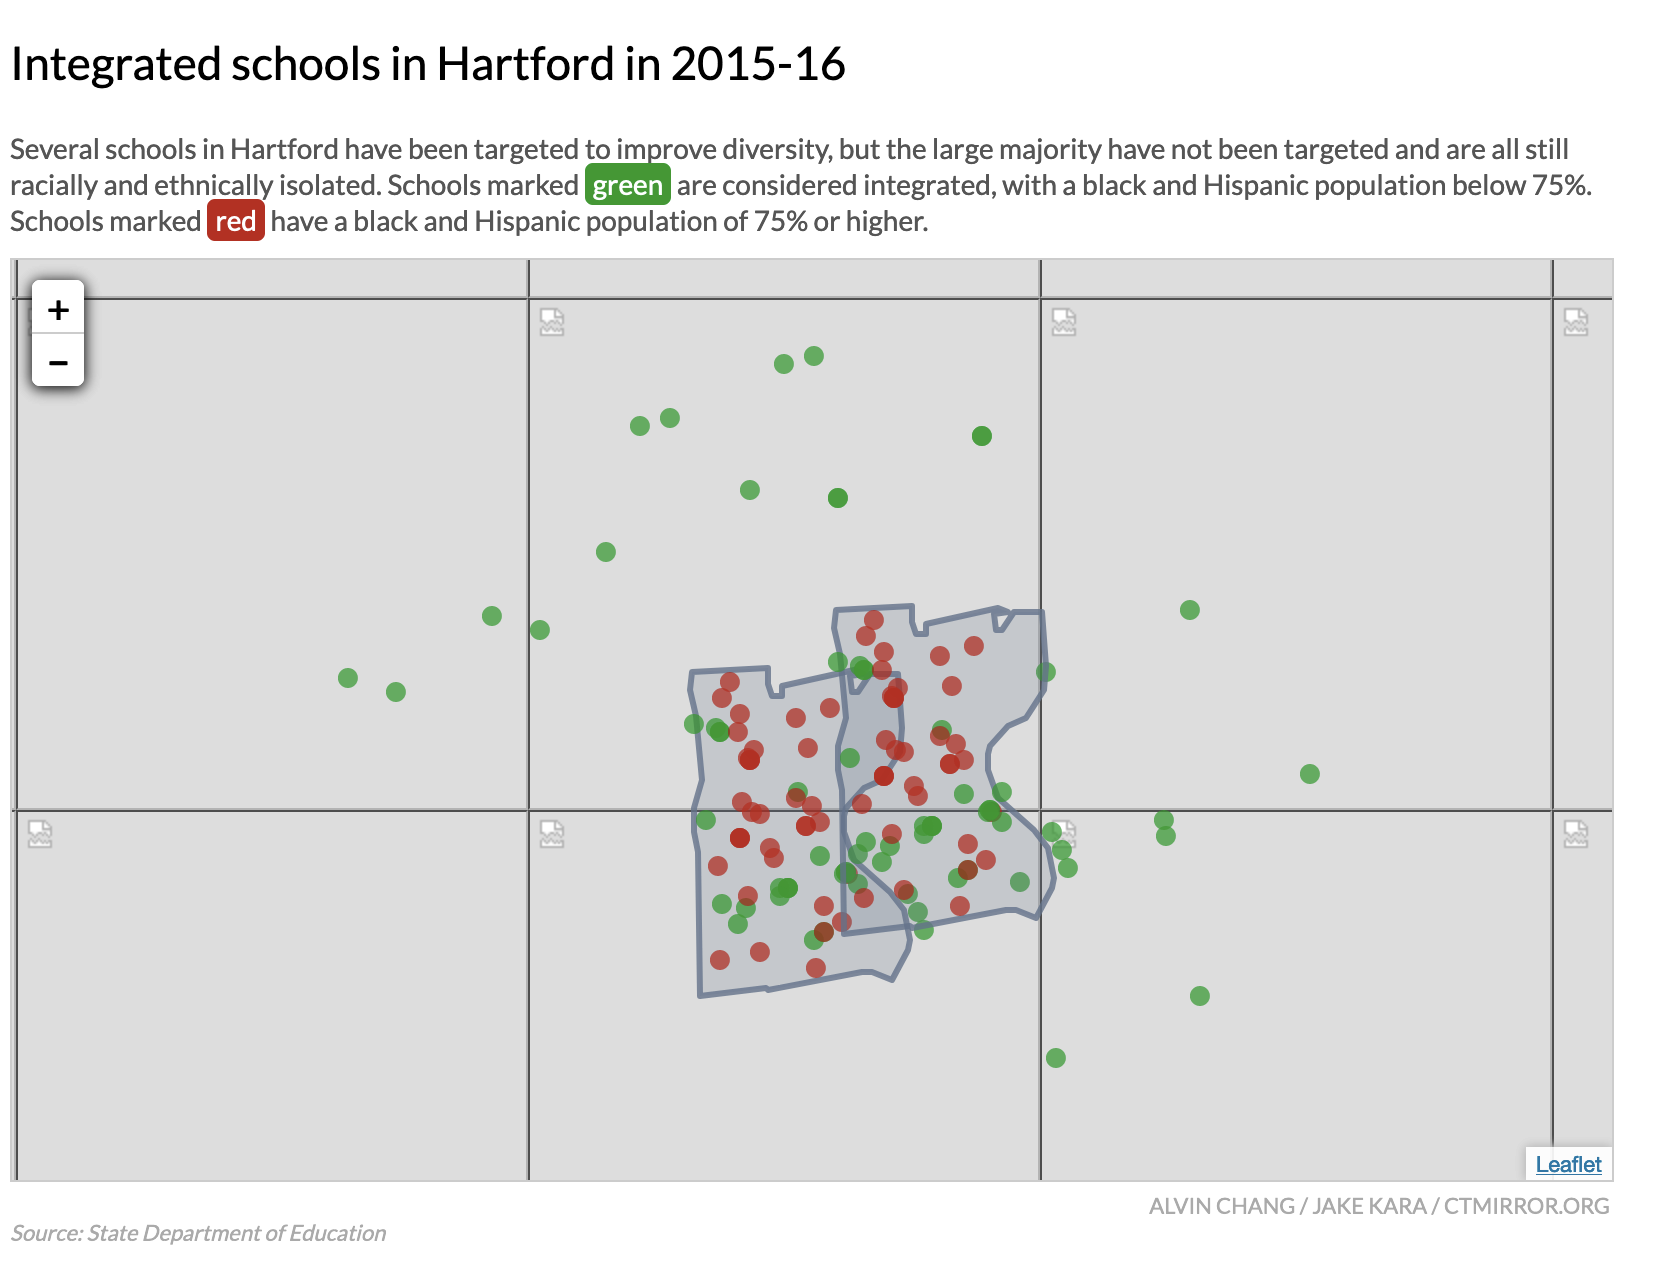 Integrated schools in Hartford in 2015-16
Several schools in Hartford have been targeted to improve diversity, but the large majority have not been targeted and are all still
racially and ethnically isolated. Schools marked green are considered integrated, with a black and Hispanic population below 75%.
Schools marked red have a black and Hispanic population of 75% or higher.
+
−
Leaflet
ALVIN CHANG / JAKE KARA / CTMIRROR.ORG
Source: State Department of Education